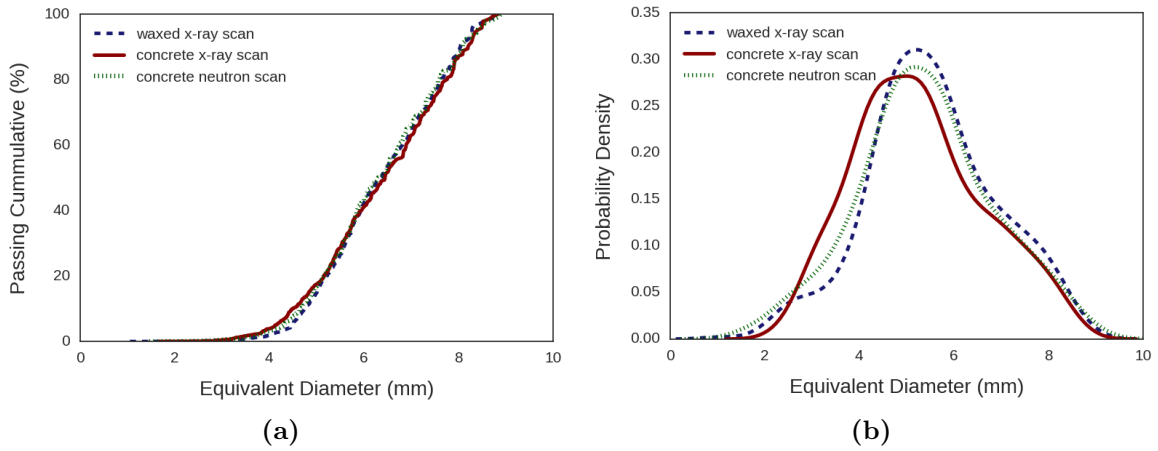 100
80
60
40
20
0
Passing Cummulative (%)
waxed x-ray scan
concrete x-ray scan
concrete neutron scan
0 2 4 6 8 10
Equivalent Diameter (mm)
(a)
0.35
0.30
0.25
0.20
0.15
0.10
0.05
0.00
Probability Density
waxed x-ray scan
concrete x-ray scan
concrete neutron scan
0 2 4 6 8 10
Equivalent Diameter (mm)
(b)